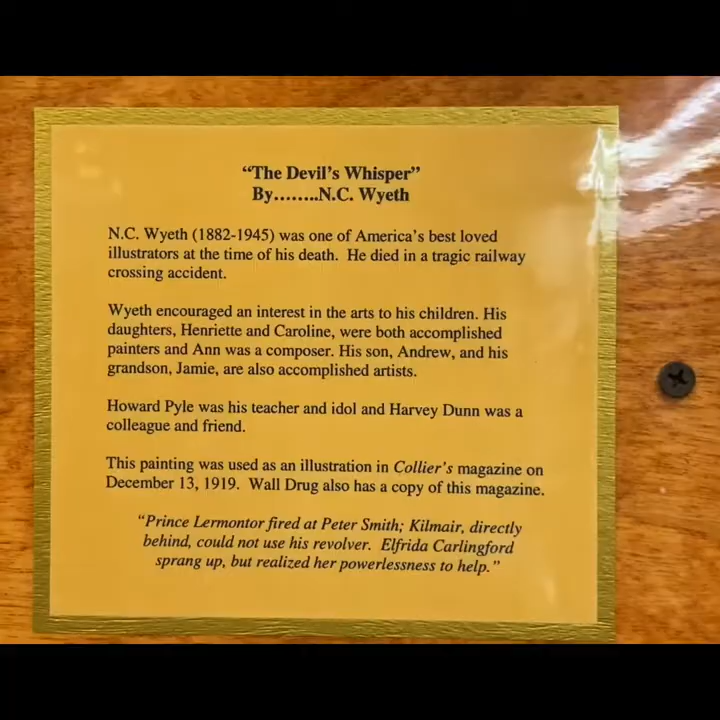 “The Devil’s Whisper”
By........N.C. Wyeth
N.C. Wyeth (1882-1945) was one of America’s best loved
illustrators at the time of his death.  He died in a tragic railway
crossing accident.
Wyeth encouraged an interest in the arts to his children. His
daughters, Henriette and Caroline, were both accomplished
painters and Ann was a composer. His son, Andrew, and his
grandson, Jamie, are also accomplished artists.
Howard Pyle was his teacher and idol and Harvey Dunn was a
colleague and friend.
This painting was used as an illustration in Collier’s magazine on
December 13, 1919.  Wall Drug also has a copy of this magazine.
“Prince Lermontor fired at Peter Smith; Kilmair, directly
behind, could not use his revolver.  Elfrida Carlingford
sprang up, but realized her powerlessness to help.”